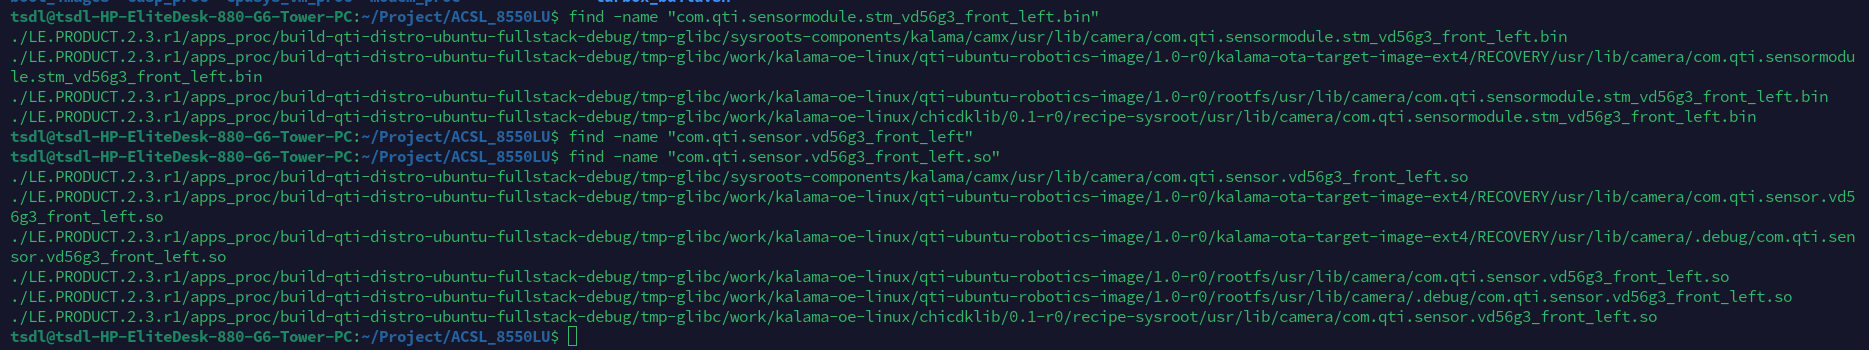 tsdl@tsdl-HP-EliteDesk-880-G6-Tower-PC:~/Project/ACSL_8550LU$ find -name "com.qti.sensormodule.stm_vd56g3_front_left.bin"
./LE.PRODUCT.2.3.r1/apps_proc/build-qti-distro-ubuntu-fullstack-debug/tmp-glibc/sysroots-components/kalama/camx/usr/lib/camera/com.qti.sensormodule.stm_vd56g3_front_left.bin
./LE.PRODUCT.2.3.r1/apps_proc/build-qti-distro-ubuntu-fullstack-debug/tmp-glibc/work/kalama-oe-linux/qti-ubuntu-robotics-image/1.0-r0/kalama-ota-target-image-ext4/RECOVERY/usr/lib/camera/com.qti.sensormodu
le.stm_vd56g3_front_left.bin
./LE.PRODUCT.2.3.r1/apps_proc/build-qti-distro-ubuntu-fullstack-debug/tmp-glibc/work/kalama-oe-linux/qti-ubuntu-robotics-image/1.0-r0/rootfs/usr/lib/camera/com.qti.sensormodule.stm_vd56g3_front_left.bin
./LE.PRODUCT.2.3.r1/apps_proc/build-qti-distro-ubuntu-fullstack-debug/tmp-glibc/work/kalama-oe-linux/chicdklib/0.1-r0/recipe-sysroot/usr/lib/camera/com.qti.sensormodule.stm_vd56g3_front_left.bin
tsdl@tsdl-HP-EliteDesk-880-G6-Tower-PC:~/Project/ACSL_8550LU$ find -name "com.qti.sensor.vd56g3_front_left"
tsdl@tsdl-HP-EliteDesk-880-G6-Tower-PC:~/Project/ACSL_8550LU$ find -name "com.qti.sensor.vd56g3_front_left.so"
./LE.PRODUCT.2.3.r1/apps_proc/build-qti-distro-ubuntu-fullstack-debug/tmp-glibc/sysroots-components/kalama/camx/usr/lib/camera/com.qti.sensor.vd56g3_front_left.so
./LE.PRODUCT.2.3.r1/apps_proc/build-qti-distro-ubuntu-fullstack-debug/tmp-glibc/work/kalama-oe-linux/qti-ubuntu-robotics-image/1.0-r0/kalama-ota-target-image-ext4/RECOVERY/usr/lib/camera/com.qti.sensor.vd5
6g3_front_left.so
./LE.PRODUCT.2.3.r1/apps_proc/build-qti-distro-ubuntu-fullstack-debug/tmp-glibc/work/kalama-oe-linux/qti-ubuntu-robotics-image/1.0-r0/kalama-ota-target-image-ext4/RECOVERY/usr/lib/camera/.debug/com.qti.sen
sor.vd56g3_front_left.so
./LE.PRODUCT.2.3.r1/apps_proc/build-qti-distro-ubuntu-fullstack-debug/tmp-glibc/work/kalama-oe-linux/qti-ubuntu-robotics-image/1.0-r0/rootfs/usr/lib/camera/com.qti.sensor.vd56g3_front_left.so
./LE.PRODUCT.2.3.r1/apps_proc/build-qti-distro-ubuntu-fullstack-debug/tmp-glibc/work/kalama-oe-linux/qti-ubuntu-robotics-image/1.0-r0/rootfs/usr/lib/camera/.debug/com.qti.sensor.vd56g3_front_left.so
./LE.PRODUCT.2.3.r1/apps_proc/build-qti-distro-ubuntu-fullstack-debug/tmp-glibc/work/kalama-oe-linux/chicdklib/0.1-r0/recipe-sysroot/usr/lib/camera/com.qti.sensor.vd56g3_front_left.so
tsdl@tsdl-HP-EliteDesk-880-G6-Tower-PC:~/Project/ACSL_8550LU$